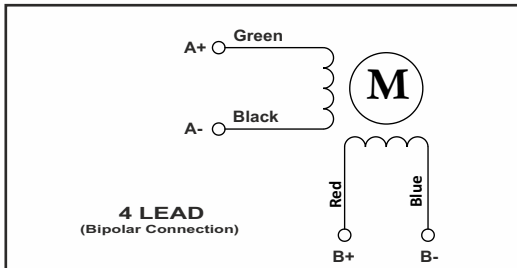 A+ Green
M
A- Black
Red Blue
4 LEAD
(Bipolar Connection)
B+ B-